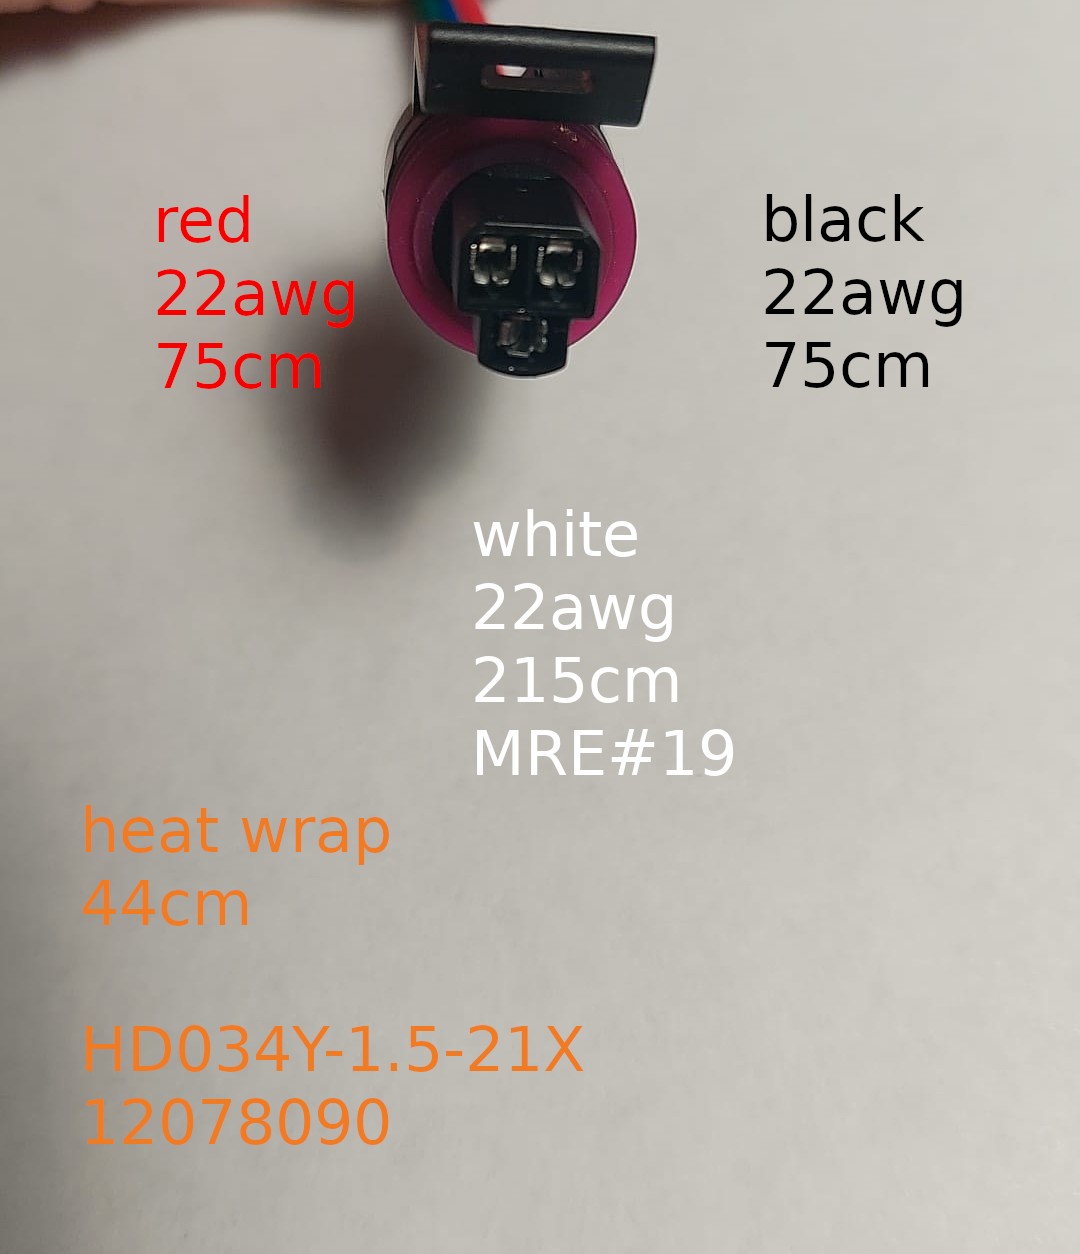 red
22awg
75cm
black
22awg
75cm
white
22awg
215cm
MRE#19
heat wrap
44cm
HD034Y-1.5-21X
12078090